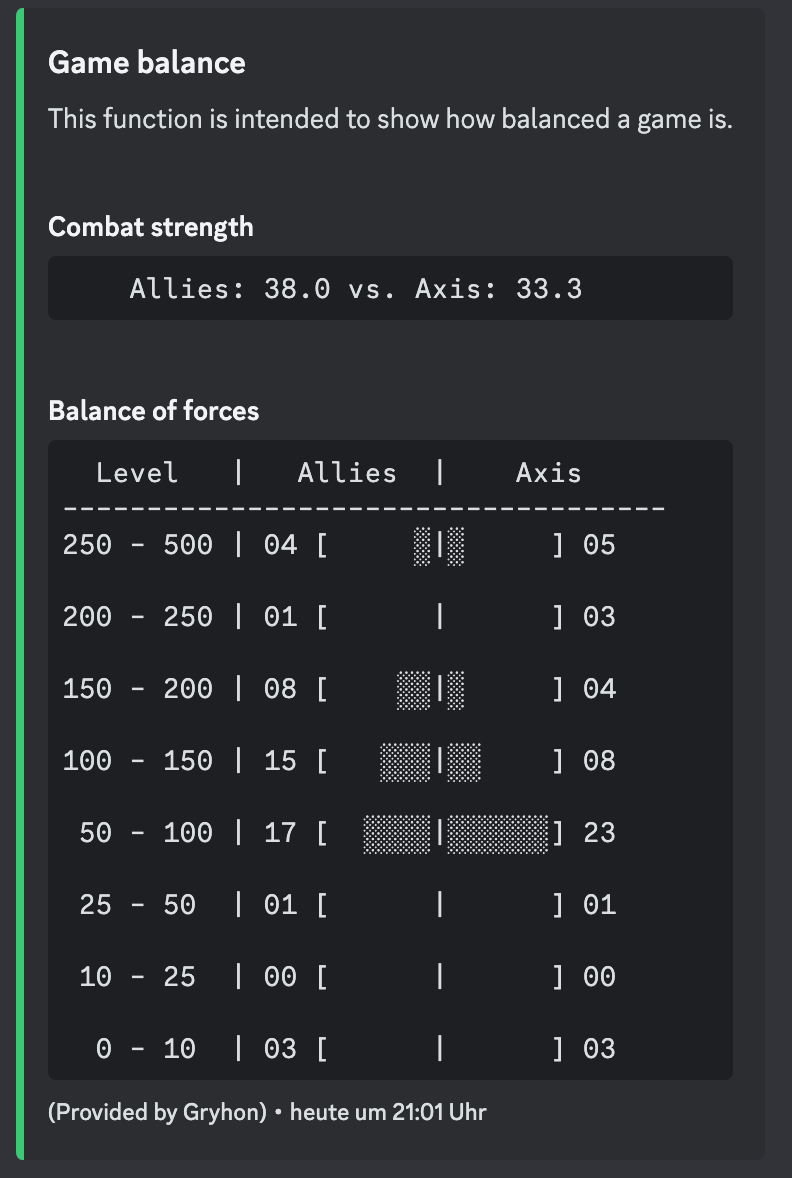 Game balance
This function is intended to show how balanced a game is.
Combat strength
Allies: 38.0 vs. Axis: 33.3
Balance of forces
  Level   |   Allies  |    Axis
------------------------------------
250 - 500 | 04 [     ░|░     ] 05
200 - 250 | 01 [      |      ] 03
150 - 200 | 08 [    ░░|░     ] 04
100 - 150 | 15 [   ░░░|░░    ] 08
 50 - 100 | 17 [  ░░░░|░░░░░░] 23
 25 - 50  | 01 [      |      ] 01
 10 - 25  | 00 [      |      ] 00
  0 - 10  | 03 [      |      ] 03
(Provided by Gryhon) • heute um 21:01 Uhr